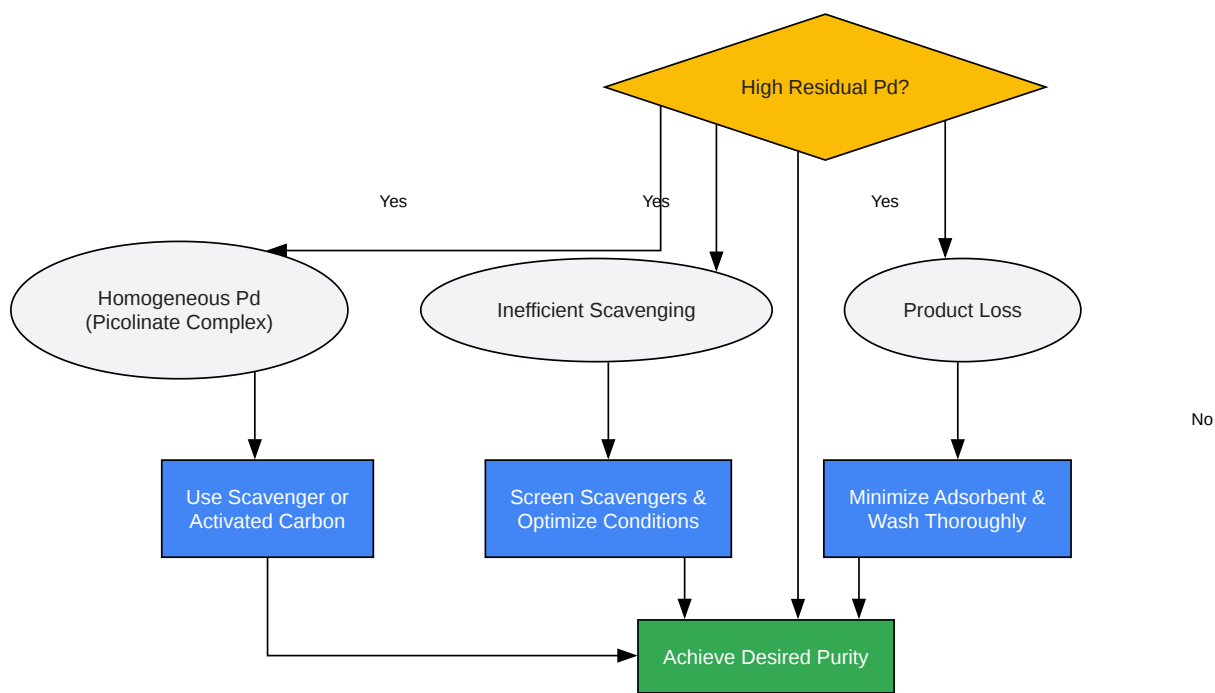 High Residual Pd?
Yes
Yes
Yes
Homogeneous Pd
(Picolinate Complex)
Inefficient Scavenging
Product Loss
No
Use Scavenger or
Activated Carbon
Screen Scavengers &
Optimize Conditions
Minimize Adsorbent &
Wash Thoroughly
Achieve Desired Purity